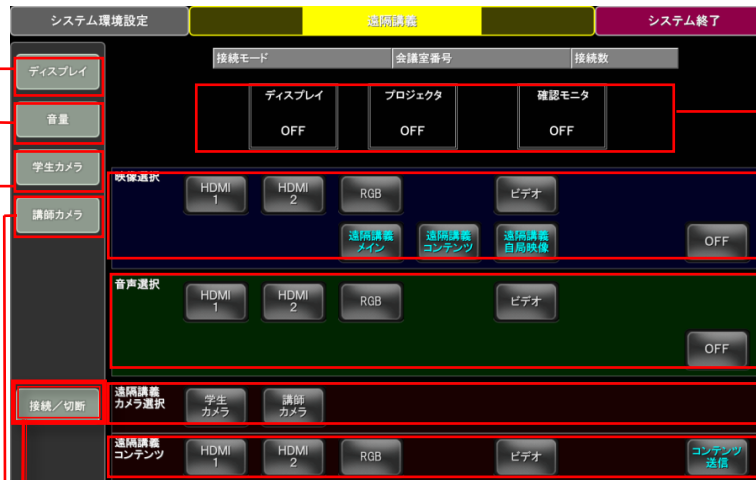 システム環境設定
遠隔講義
システム終了
接続モード
会議室番号
接続数
ディスプレイ
音量
学生カメラ
講師カメラ
接続／切断
ディスプレイ
OFF
プロジェクタ
OFF
確認モニタ
OFF
映像選択
HDMI
1
HDMI
2
RGB
ビデオ
遠隔講義
メイン
遠隔講義
コンテンツ
遠隔講義
自局映像
OFF
音声選択
HDMI
1
HDMI
2
RGB
ビデオ
OFF
遠隔講義
カメラ選択
学生
カメラ
講師
カメラ
遠隔講義
コンテンツ
HDMI
1
HDMI
2
RGB
ビデオ
コンテンツ
送信